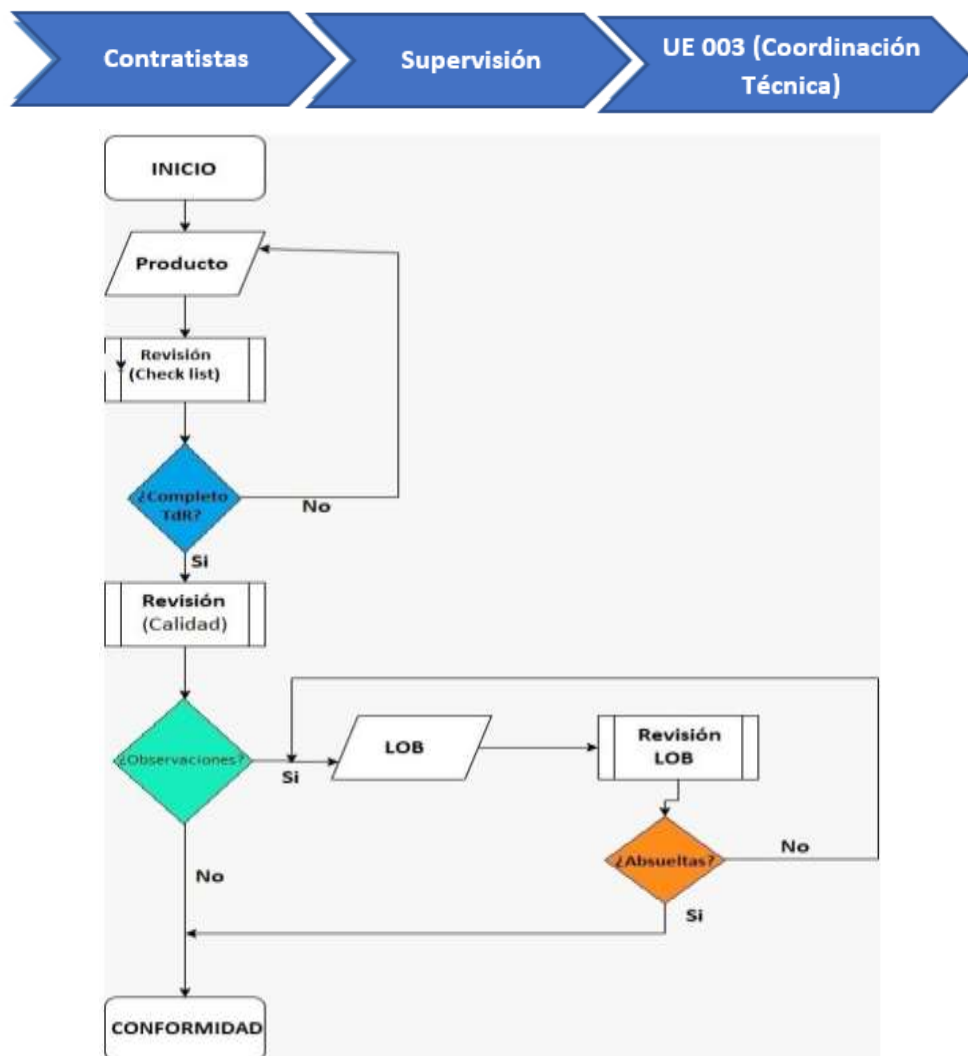 Contratistas
Supervisión
UE 003 (Coordinación
Técnica)
INICIO
Producto
Revisión
(Check list)
¿Completo
TdR?
No
Si
Revisión
(Calidad)
¿Observaciones?
Si
LOB
Revisión
LOB
¿Absueltas?
No
Si
No
CONFORMIDAD